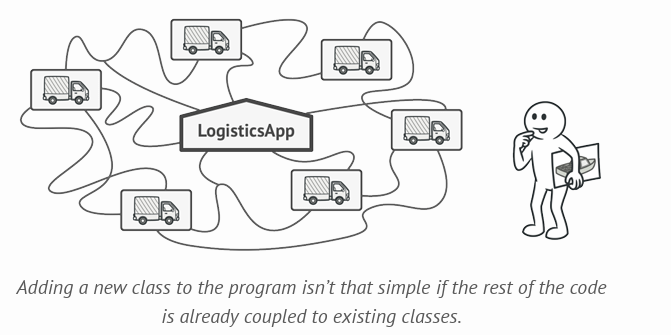 LogisticsApp
Adding a new class to the program isn’t that simple if the rest of the code
is already coupled to existing classes.